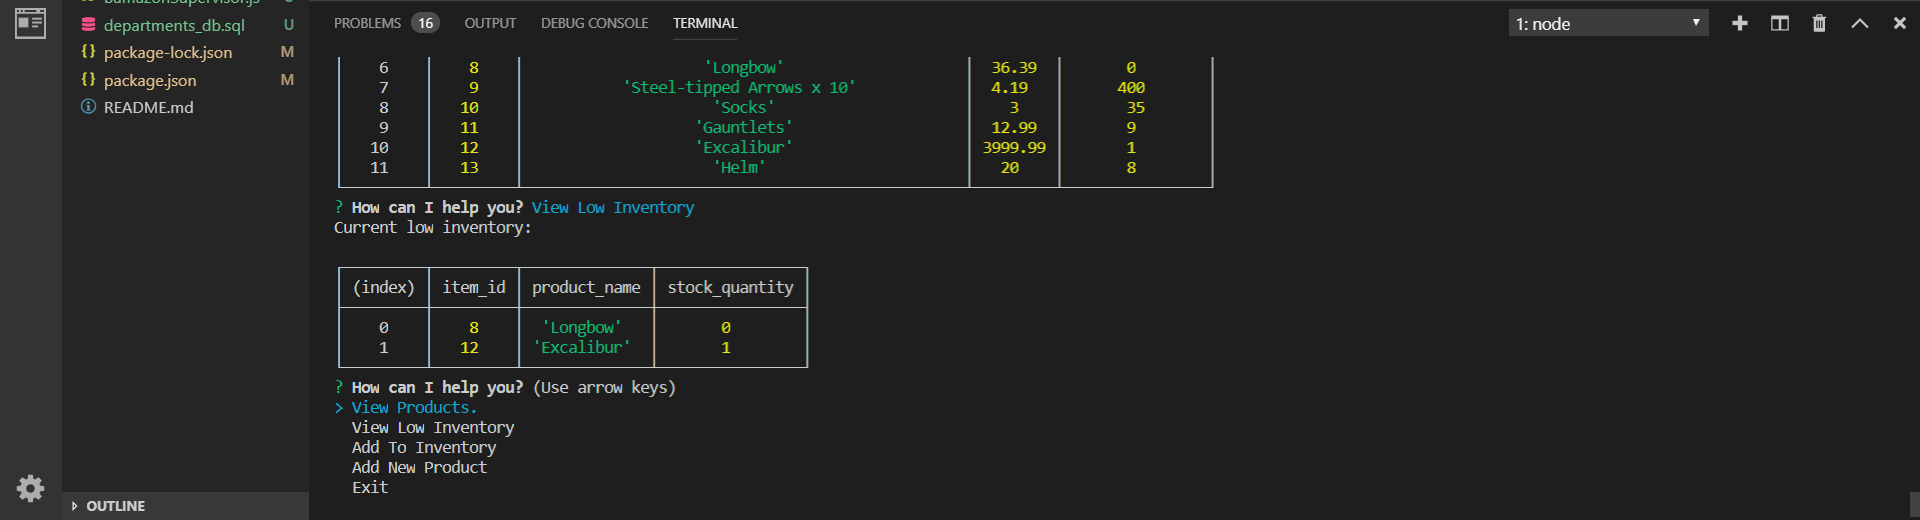 bamazonSupervisor.js U
departments_db.sql U
package-lock.json M
package.json M
README.md
OUTLINE
PROBLEMS 16 OUTPUT DEBUG CONSOLE TERMINAL 1: node
6 8 'Longbow' 36.39 0
7 9 'Steel-tipped Arrows x 10' 4.19 400
8 10 'Socks' 3 35
9 11 'Gauntlets' 12.99 9
10 12 'Excalibur' 3999.99 1
11 13 'Helm' 20 8
? How can I help you? View Low Inventory
Current low inventory:
(index) item_id product_name stock_quantity
0 8 'Longbow' 0
1 12 'Excalibur' 1
? How can I help you? (Use arrow keys)
> View Products.
View Low Inventory
Add To Inventory
Add New Product
Exit